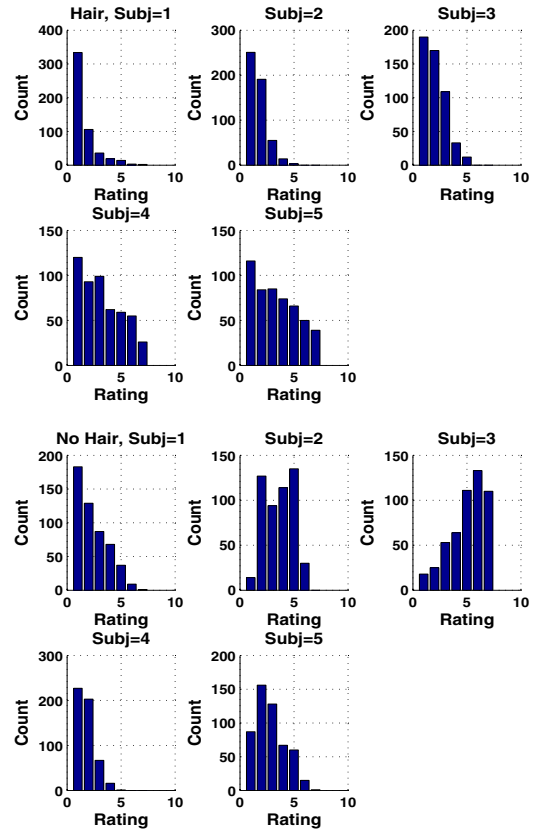 Hair, Subj=1 Subj=2 Subj=3
400 300 200
300 200 150
200 100 100
100 50
0 0 0
0 5 10 0 5 10 0 5 10
Count Count Count
Rating Rating Rating
Subj=4 Subj=5
150 150
100 100
50 50
0 0
0 5 10 0 5 10
Count Count
Rating Rating
No Hair, Subj=1 Subj=2 Subj=3
200 150 150
150 100 100
100 50 50
50
0 0 0
0 5 10 0 5 10 0 5 10
Count Count Count
Rating Rating Rating
Subj=4 Subj=5
300 200
200 150
100 100
50
0 0
0 5 10 0 5 10
Count Count
Rating Rating